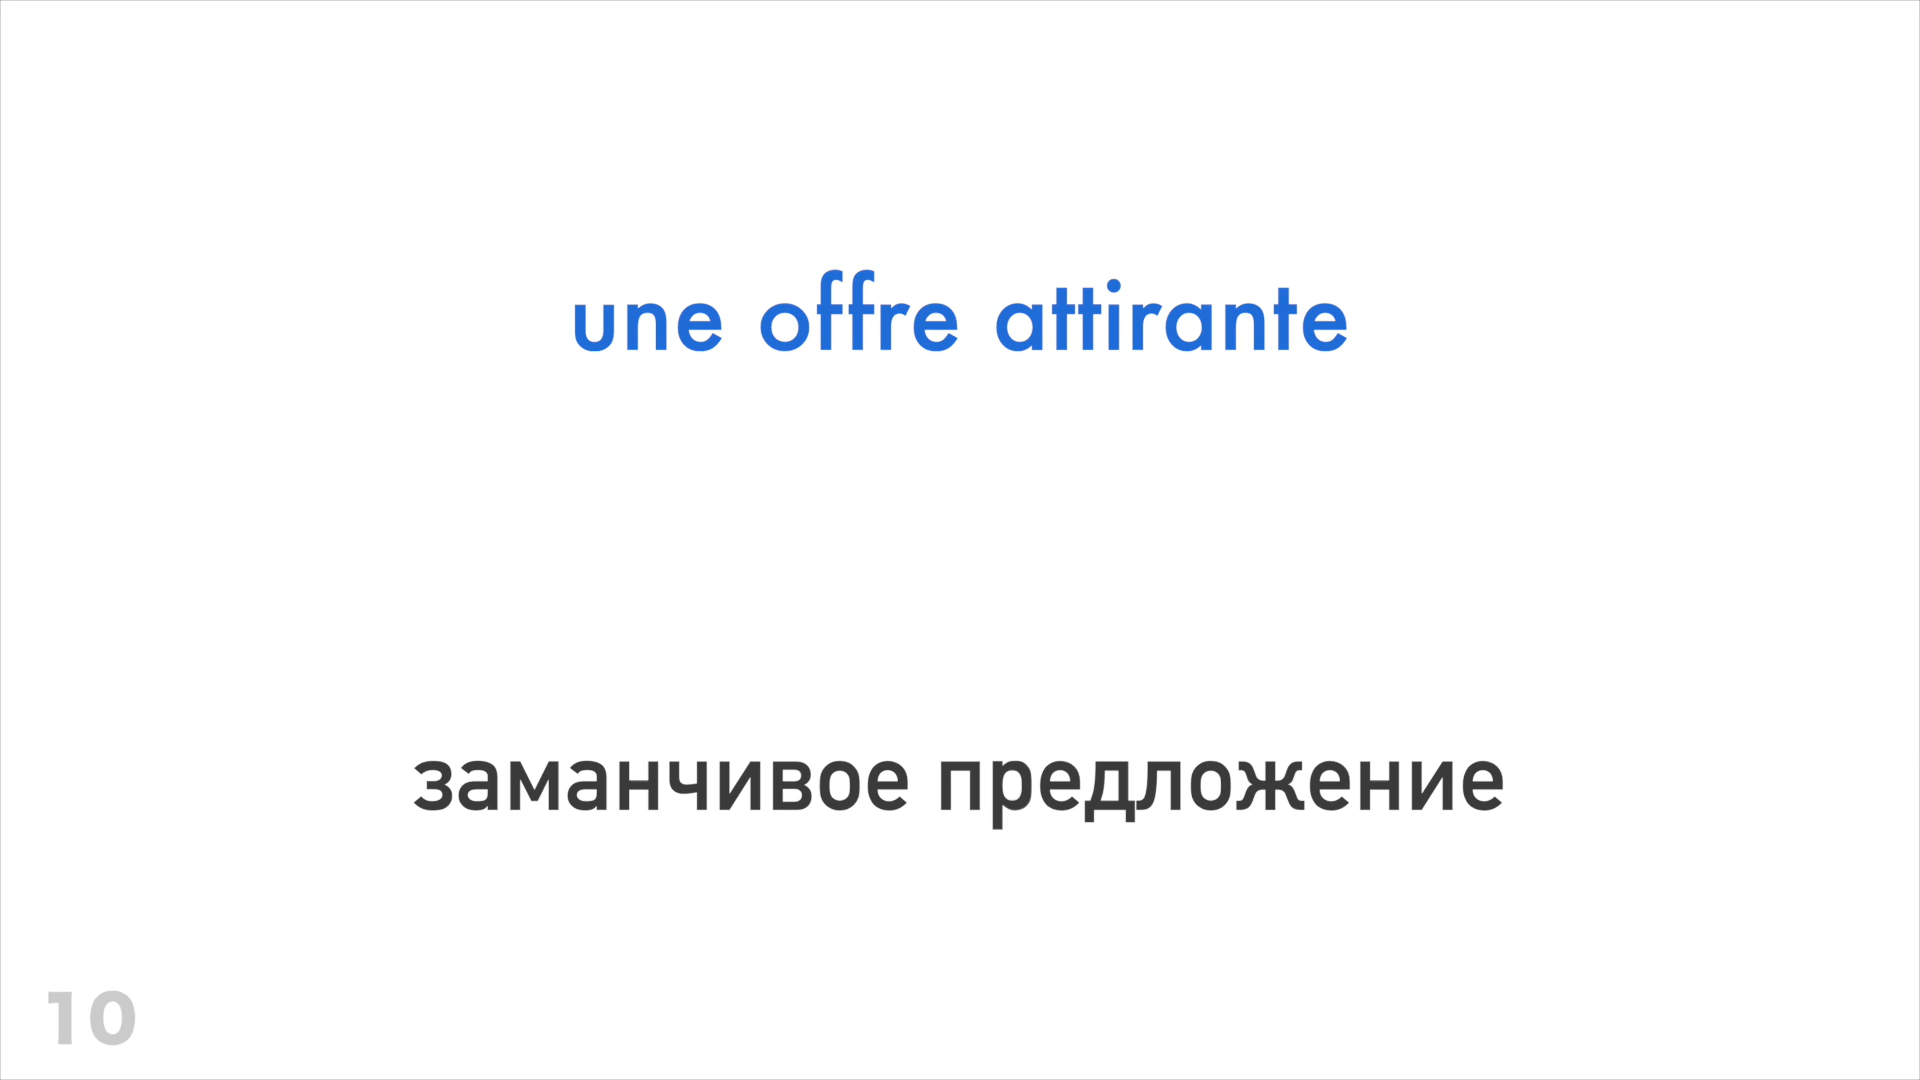 une offre attirante
заманчивое предложение
10